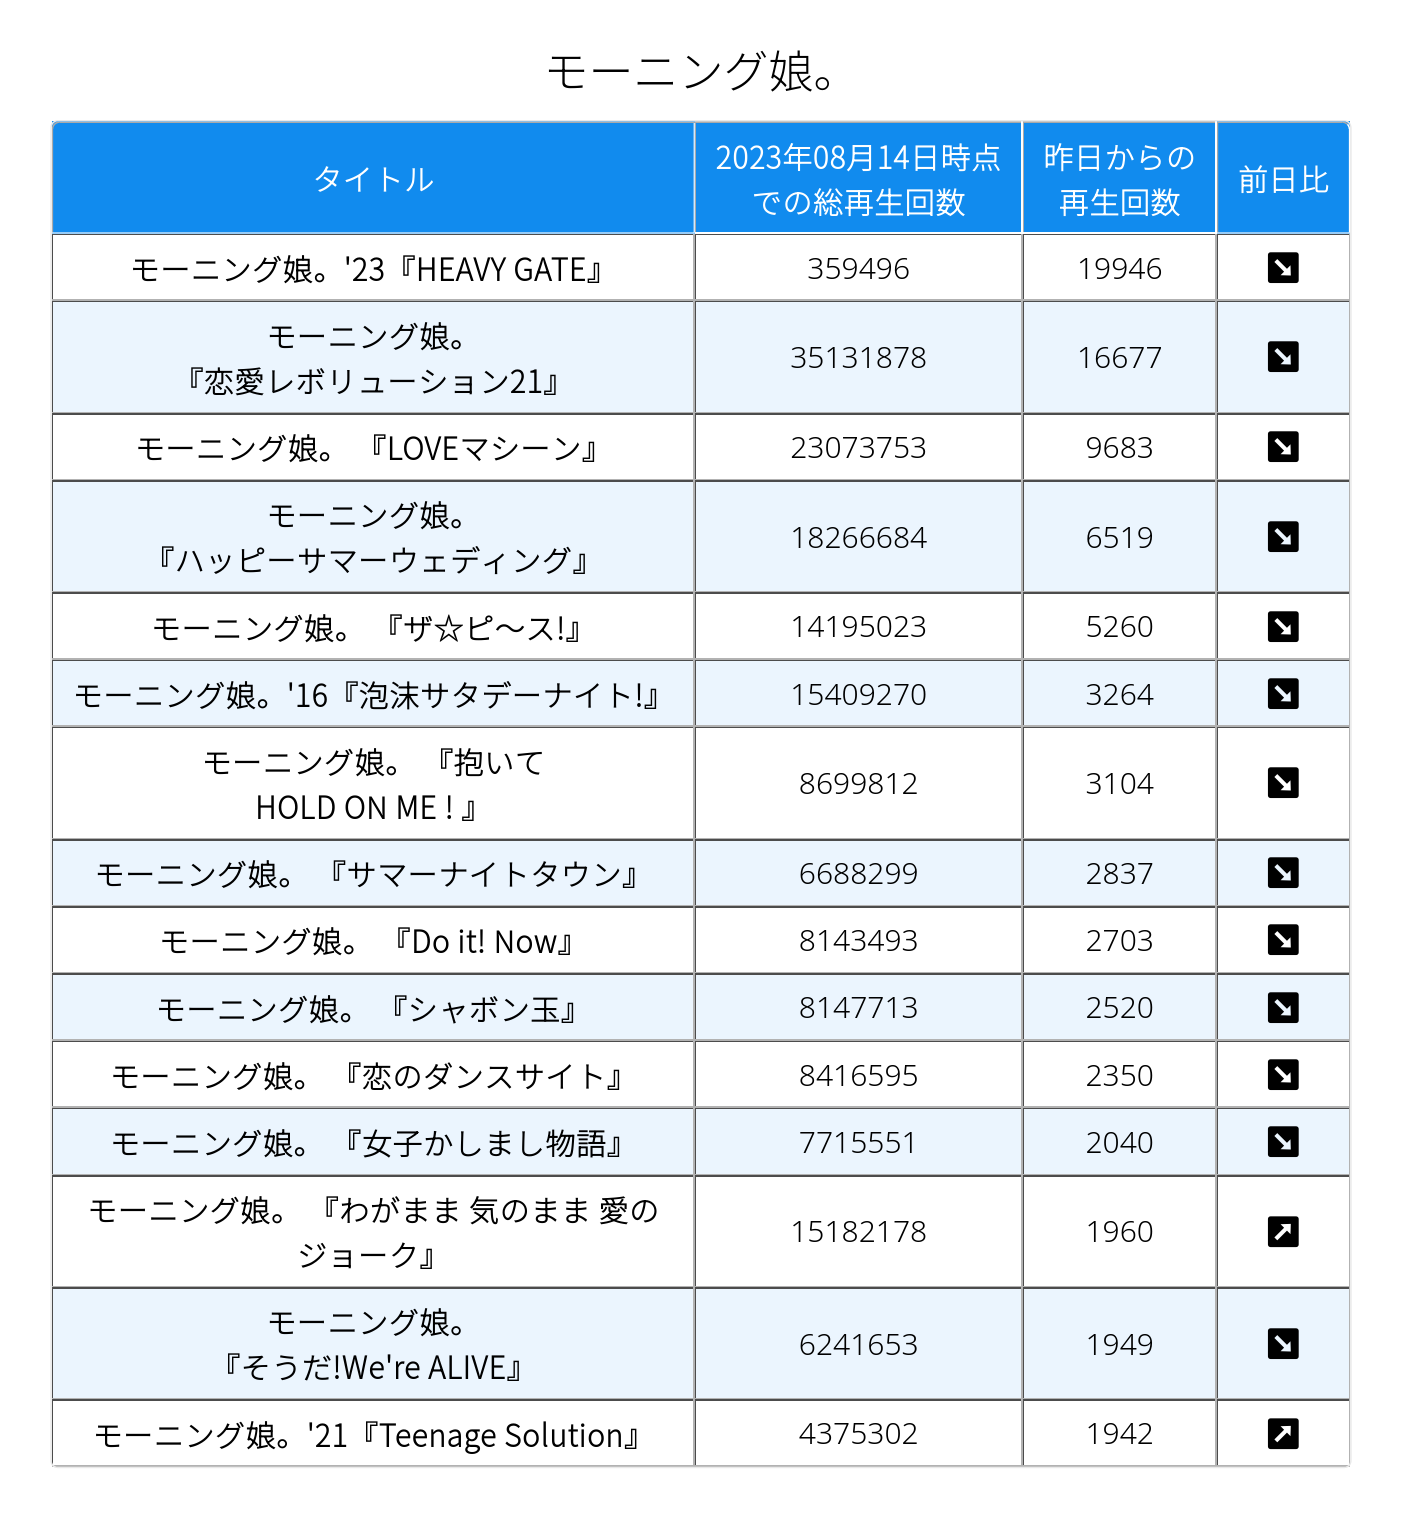 モーニング娘。
タイトル
2023年08月14日時点
での総再生回数
昨日からの
再生回数
前日比
モーニング娘。'23『HEAVY GATE』 359496 19946 ↘
モーニング娘。
『恋愛レボリューション21』
35131878 16677 ↘
モーニング娘。 『LOVEマシーン』 23073753 9683 ↘
モーニング娘。
『ハッピーサマーウェディング』
18266684 6519 ↘
モーニング娘。 『ザ☆ピ〜ス!』 14195023 5260 ↘
モーニング娘。'16『泡沫サタデーナイト!』 15409270 3264 ↘
モーニング娘。 『抱いて
HOLD ON ME ! 』
8699812 3104 ↘
モーニング娘。 『サマーナイトタウン』 6688299 2837 ↘
モーニング娘。 『Do it! Now』 8143493 2703 ↘
モーニング娘。 『シャボン玉』 8147713 2520 ↘
モーニング娘。 『恋のダンスサイト』 8416595 2350 ↘
モーニング娘。 『女子かしまし物語』 7715551 2040 ↘
モーニング娘。 『わがまま 気のまま 愛の
ジョーク』
15182178 1960 ↗
モーニング娘。
『そうだ!We're ALIVE』
6241653 1949 ↘
モーニング娘。'21『Teenage Solution』 4375302 1942 ↗